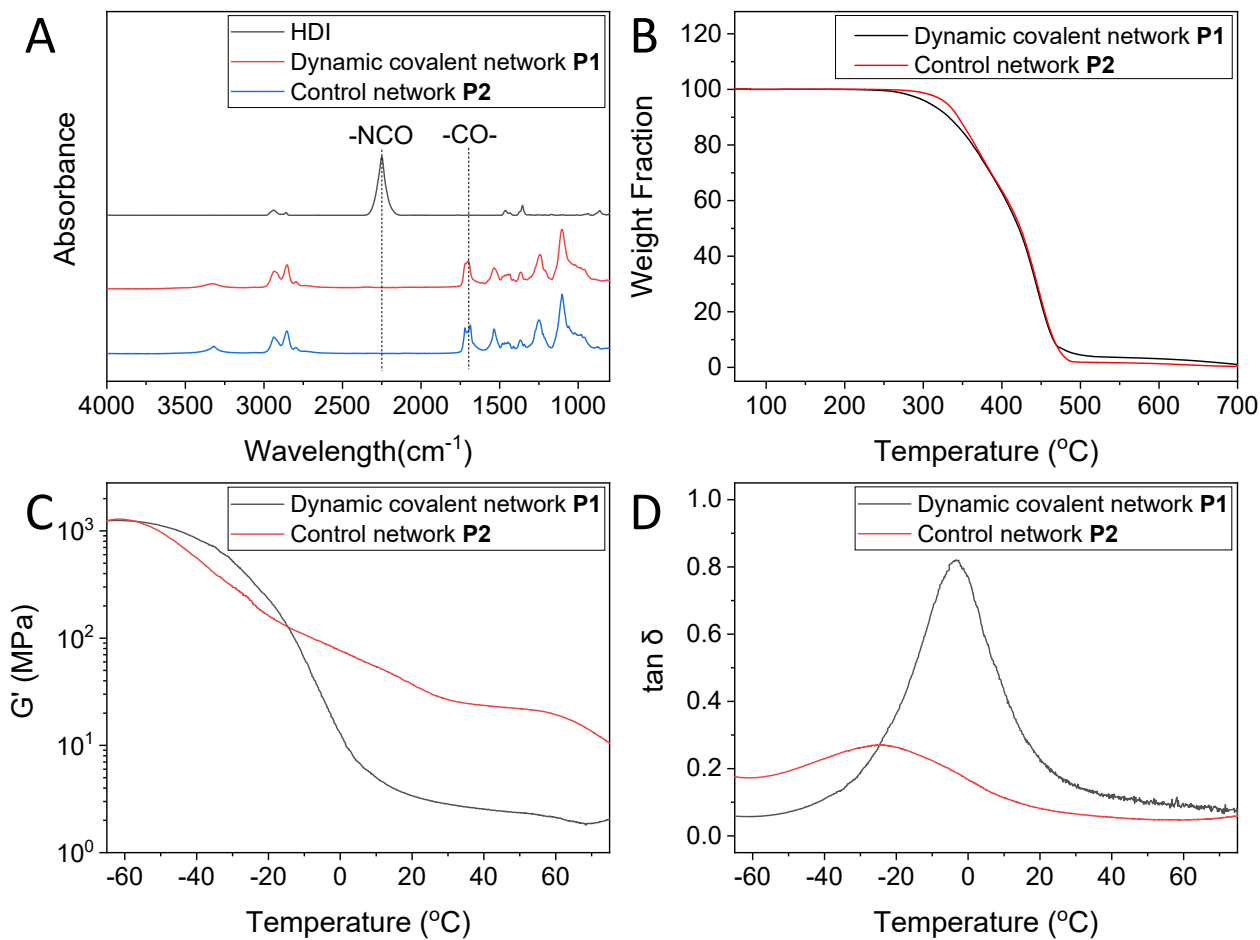 A
HDI
Dynamic covalent network P1
Control network P2
-NCO
-CO-
Absorbance
4000 3500 3000 2500 2000 1500 1000
Wavelength(cm-1)
B
Dynamic covalent network P1
Control network P2
Weight Fraction
120
100
80
60
40
20
0
100 200 300 400 500 600 700
Temperature (oC)
C
Dynamic covalent network P1
Control network P2
G' (MPa)
103
102
101
100
-60 -40 -20 0 20 40 60
Temperature (oC)
D
Dynamic covalent network P1
Control network P2
tan δ
1.0
0.8
0.6
0.4
0.2
0.0
-60 -40 -20 0 20 40 60
Temperature (oC)